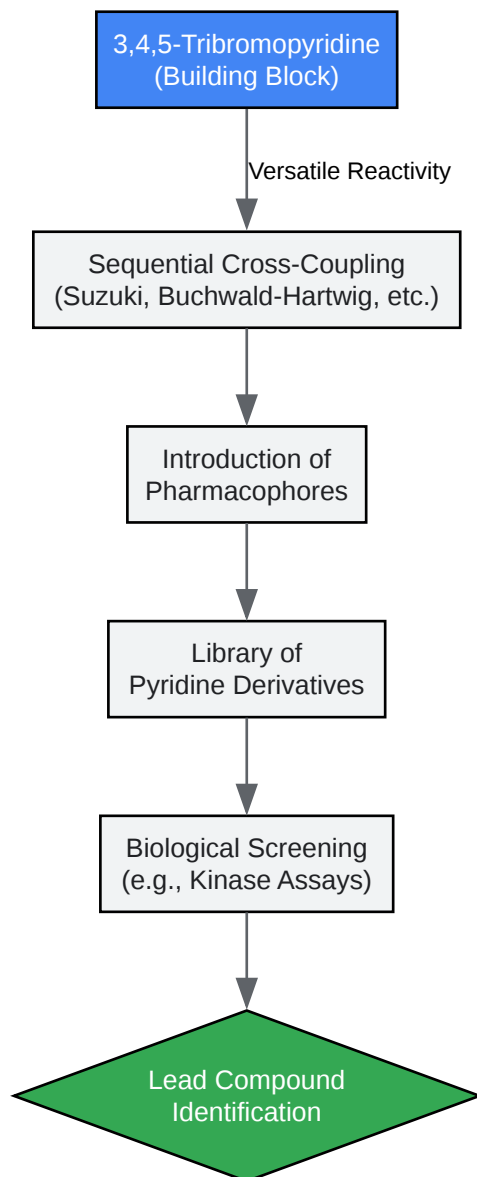 3,4,5-Tribromopyridine
(Building Block)
Versatile Reactivity
Sequential Cross-Coupling
(Suzuki, Buchwald-Hartwig, etc.)
Introduction of
Pharmacophores
Library of
Pyridine Derivatives
Biological Screening
(e.g., Kinase Assays)
Lead Compound
Identification